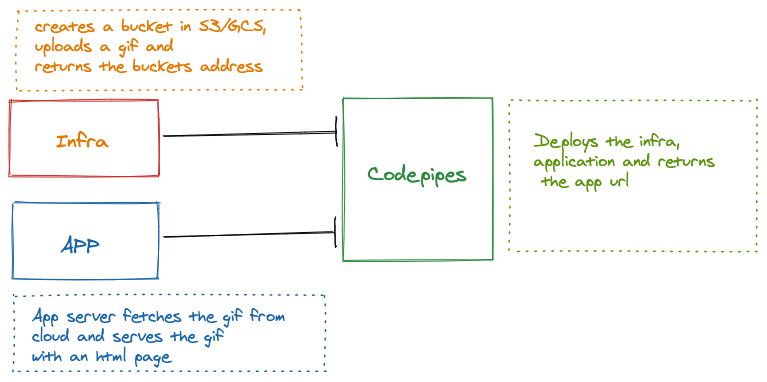 creates a bucket in S3/GCS,
uploads a gif and
returns the buckets address
Infra
Codepipes
Deploys the infra,
application and returns
the app url
APP
App server fetches the gif from
cloud and serves the gif
with an html page